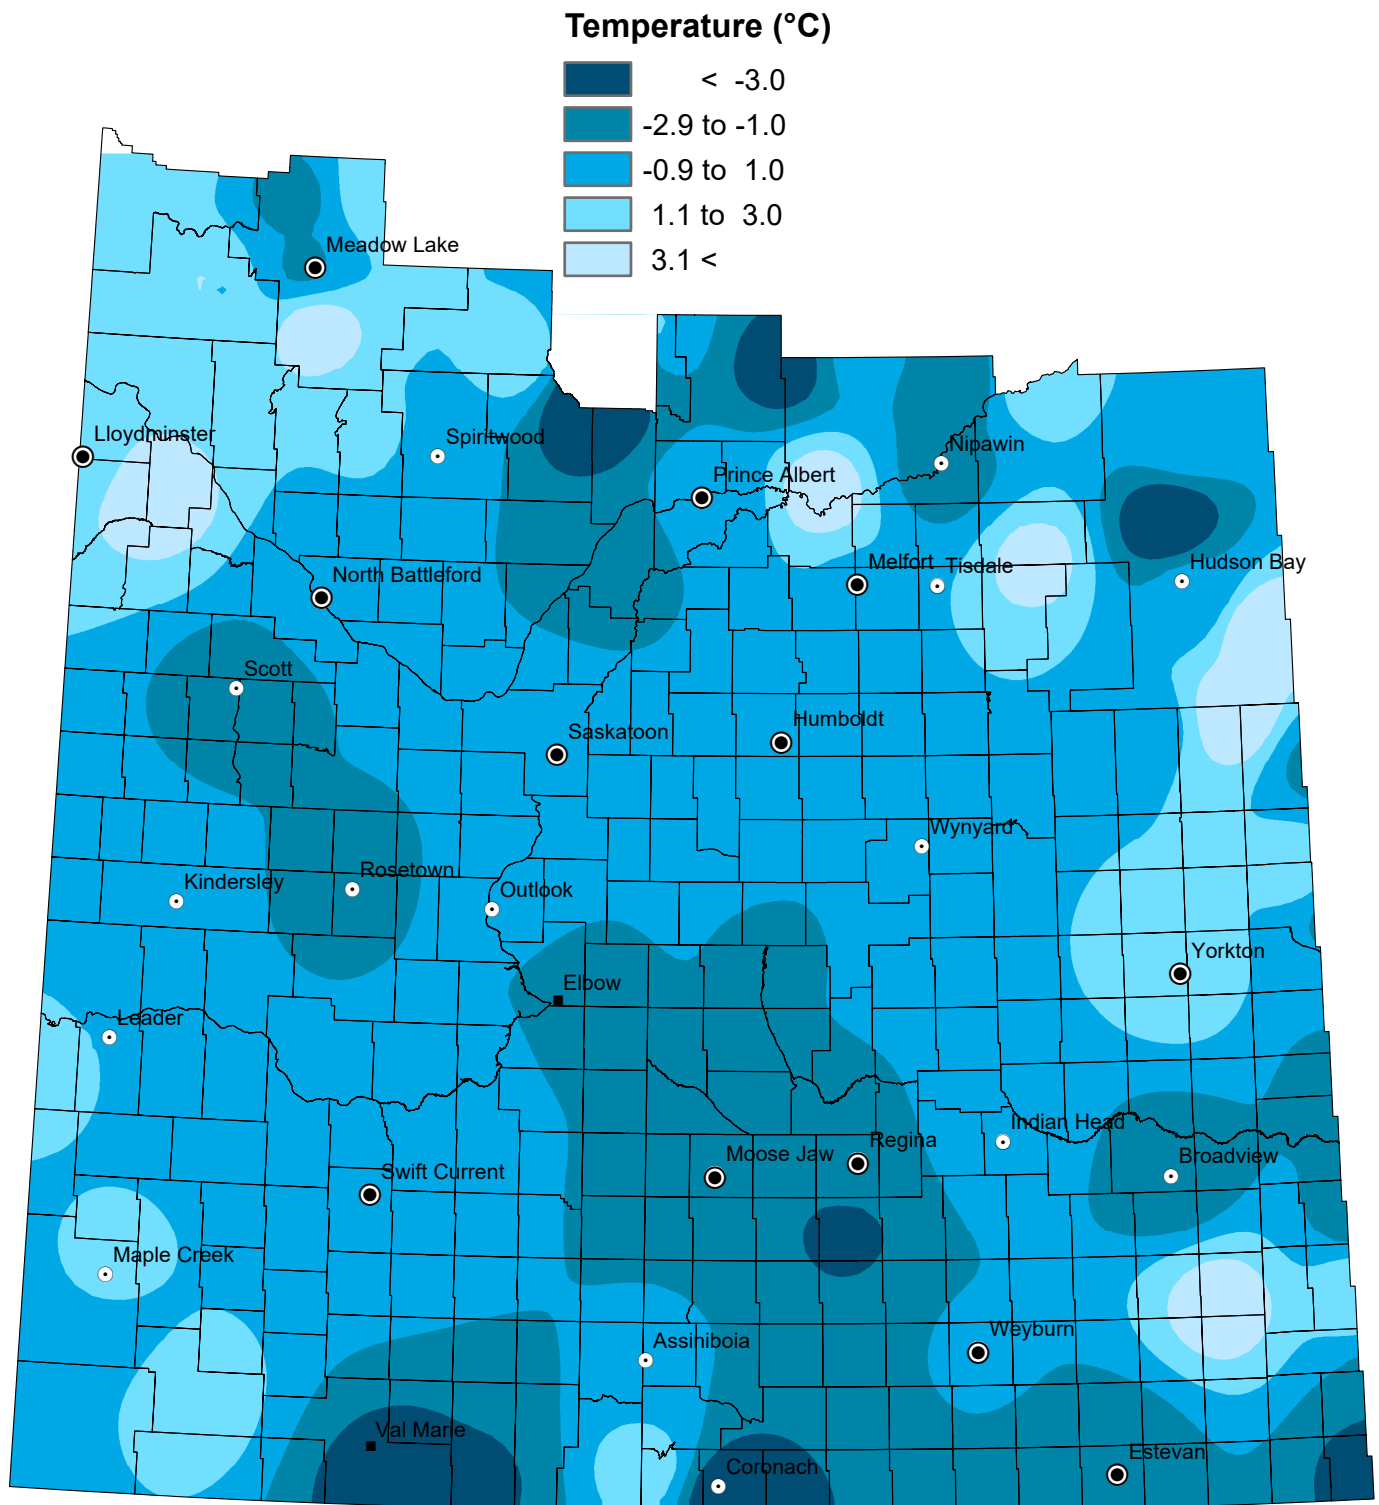 Temperature (°C)
< -3.0
-2.9 to -1.0
-0.9 to 1.0
1.1 to 3.0
3.1 <
Meadow Lake
Lloydminster
Spiritwood
Nipawin
Prince Albert
Melfort
Tisdale
Hudson Bay
North Battleford
Scott
Saskatoon
Humboldt
Wynyard
Rosetown
Kindersley
Outlook
Yorkton
Elbow
Leader
Indian Head
Regina
Moose Jaw
Broadview
Swift Current
Maple Creek
Weyburn
Assiniboia
Val Marie
Estevan
Coronach